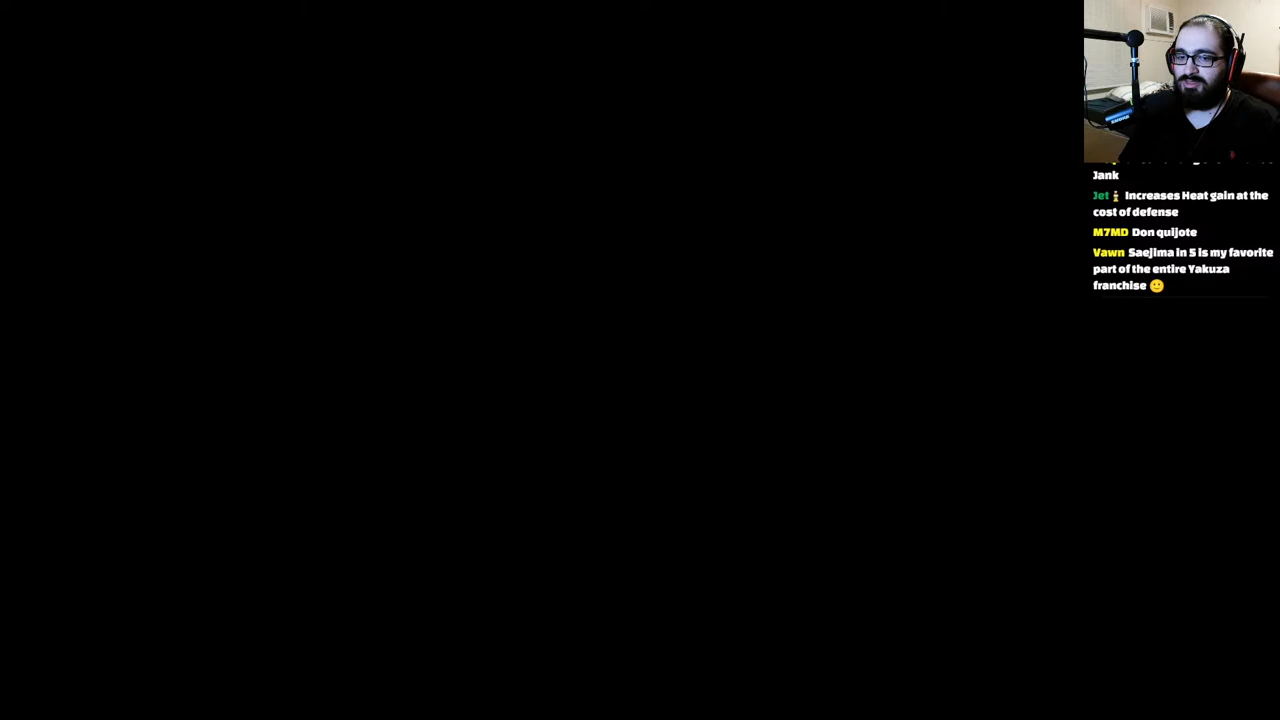 Jank
Jet Increases Heat gain at the
cost of defense
M7MD Don quijote
Vawn Saejima in 5 is my favorite
part of the entire Yakuza
franchise 🙂